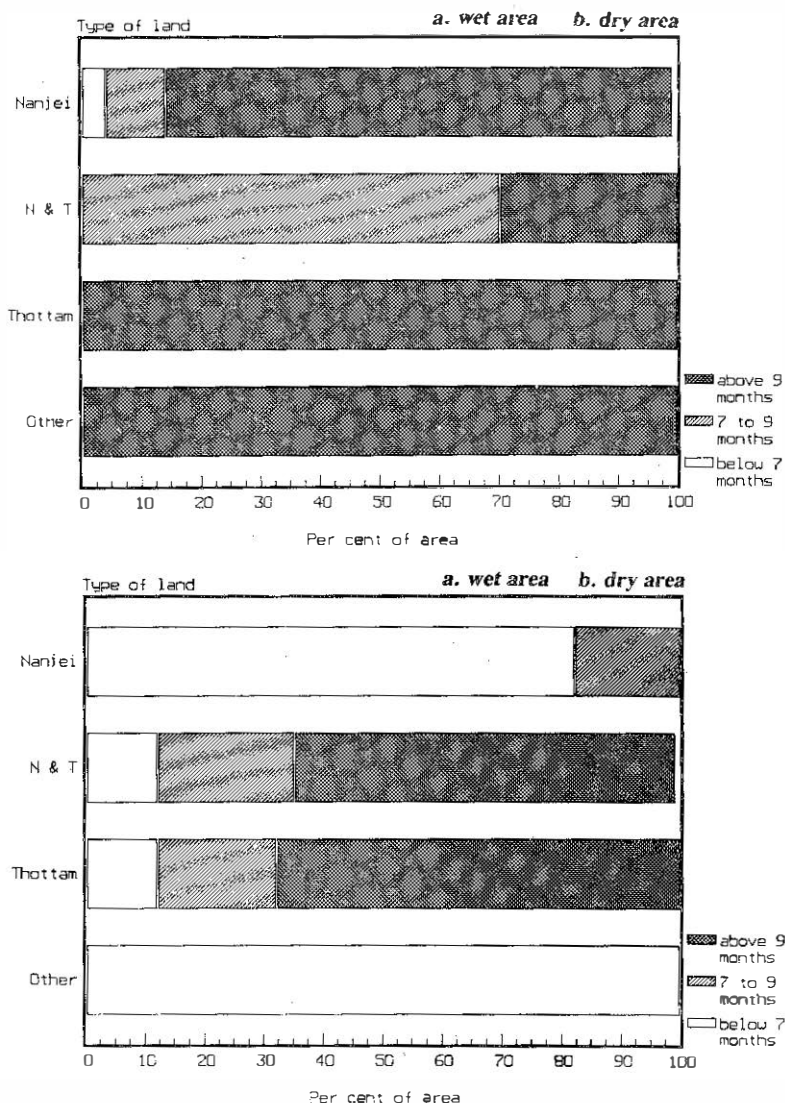 Type of land a. wet area b. dry area
Nanjei
N & T
Thottam
Other
above 9 months
7 to 9 months
below 7 months
0 10 20 30 40 50 60 70 80 90 100
Per cent of area
Type of land a. wet area b. dry area
Nanjei
N & T
Thottam
Other
above 9 months
7 to 9 months
below 7 months
0 10 20 30 40 50 60 70 80 90 100
Per cent of area